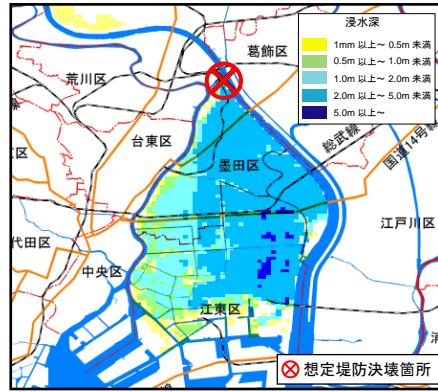 浸水深
1mm 以上～ 0.5m 未満
0.5m 以上～ 1.0m 未満
1.0m 以上～ 2.0m 未満
2.0m 以上～ 5.0m 未満
5.0m 以上～
葛飾区
荒川区
台東区
墨田区
総武線
国道14号線
江戸川区
代田区
中央区
江東区
想定堤防決壊箇所